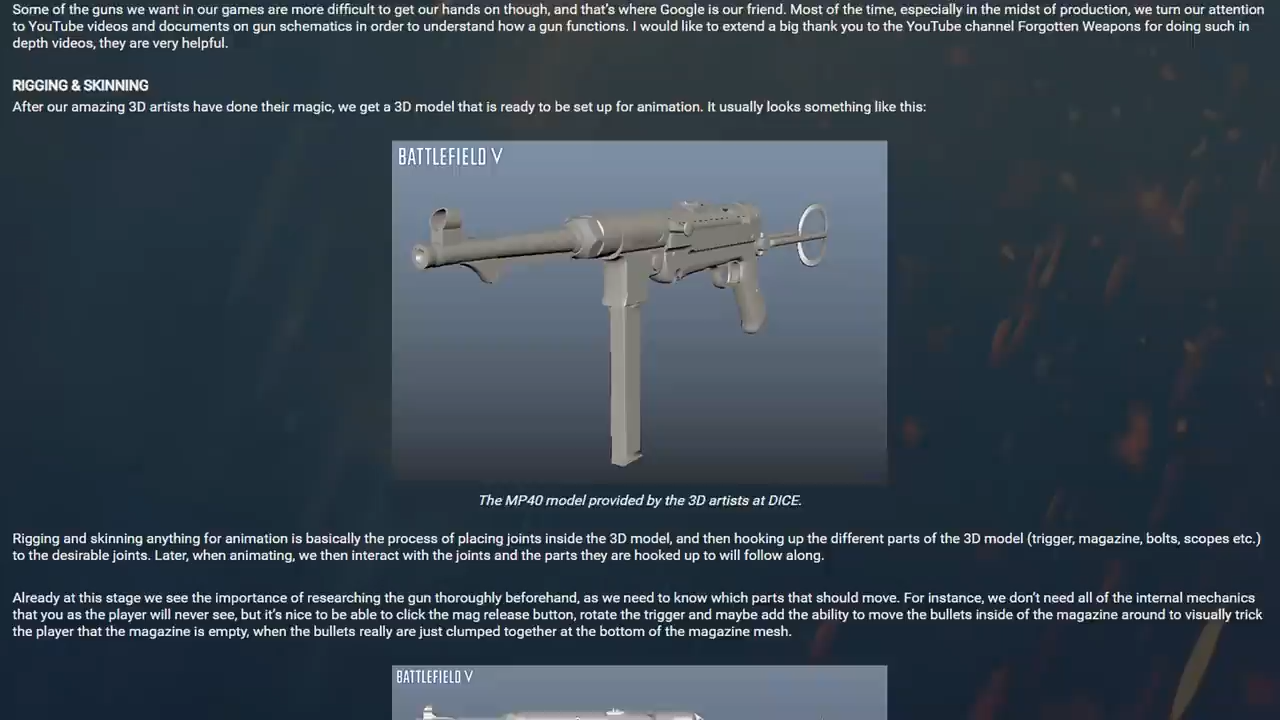 Some of the guns we want in our games are more difficult to get our hands on though, and that's where Google is our friend. Most of the time, especially in the midst of production, we turn our attention
to YouTube videos and documents on gun schematics in order to understand how a gun functions. I would like to extend a big thank you to the YouTube channel Forgotten Weapons for doing such in
depth videos, they are very helpful.
RIGGING & SKINNING
After our amazing 3D artists have done their magic, we get a 3D model that is ready to be set up for animation. It usually looks something like this:
BATTLEFIELD V
The MP40 model provided by the 3D artists at DICE.
Rigging and skinning anything for animation is basically the process of placing joints inside the 3D model, and then hooking up the different parts of the 3D model (trigger, magazine, bolts, scopes etc.)
to the desirable joints. Later, when animating, we then interact with the joints and the parts they are hooked up to will follow along.
Already at this stage we see the importance of researching the gun thoroughly beforehand, as we need to know which parts that should move. For instance, we don't need all of the internal mechanics
that you as the player will never see, but it's nice to be able to click the mag release button, rotate the trigger and maybe add the ability to move the bullets inside of the magazine around to visually trick
the player that the magazine is empty, when the bullets really are just clumped together at the bottom of the magazine mesh.
BATTLEFIELD V